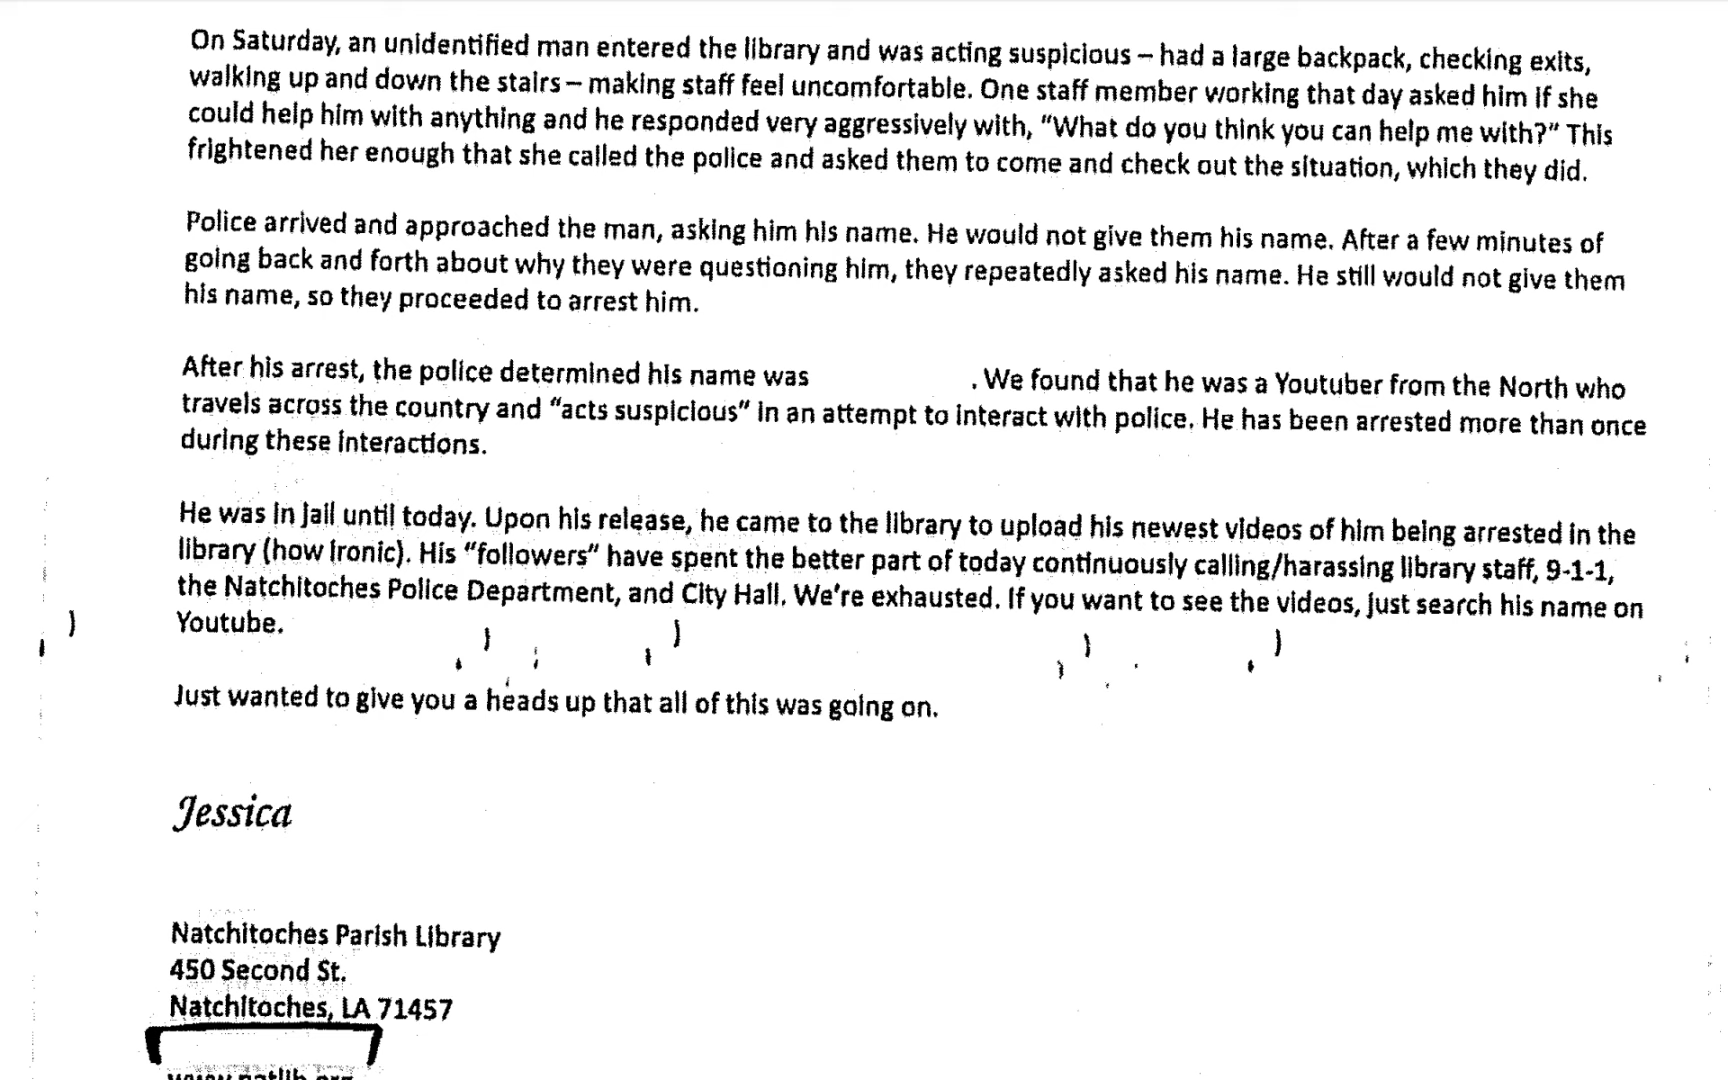 On Saturday, an unidentified man entered the library and was acting suspicious – had a large backpack, checking exits,
walking up and down the stairs – making staff feel uncomfortable. One staff member working that day asked him if she
could help him with anything and he responded very aggressively with, "What do you think you can help me with?" This
frightened her enough that she called the police and asked them to come and check out the situation, which they did.
Police arrived and approached the man, asking him his name. He would not give them his name. After a few minutes of
going back and forth about why they were questioning him, they repeatedly asked his name. He still would not give them
his name, so they proceeded to arrest him.
After his arrest, the police determined his name was . We found that he was a Youtuber from the North who
travels across the country and "acts suspicious" in an attempt to interact with police. He has been arrested more than once
during these interactions.
He was in jail until today. Upon his release, he came to the library to upload his newest videos of him being arrested in the
library (how ironic). His "followers" have spent the better part of today continuously calling/harassing library staff, 9-1-1,
the Natchitoches Police Department, and City Hall. We're exhausted. If you want to see the videos, just search his name on
Youtube.
Just wanted to give you a heads up that all of this was going on.
Jessica
Natchitoches Parish Library
450 Second St.
Natchitoches, LA 71457
www.natlib.org